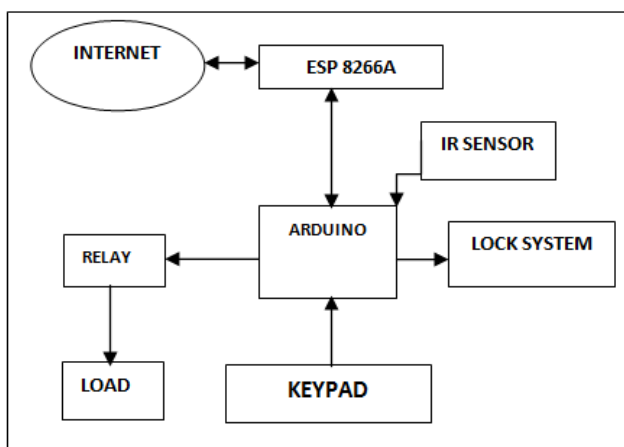 INTERNET
ESP 8266A
IR SENSOR
ARDUINO
LOCK SYSTEM
RELAY
LOAD
KEYPAD